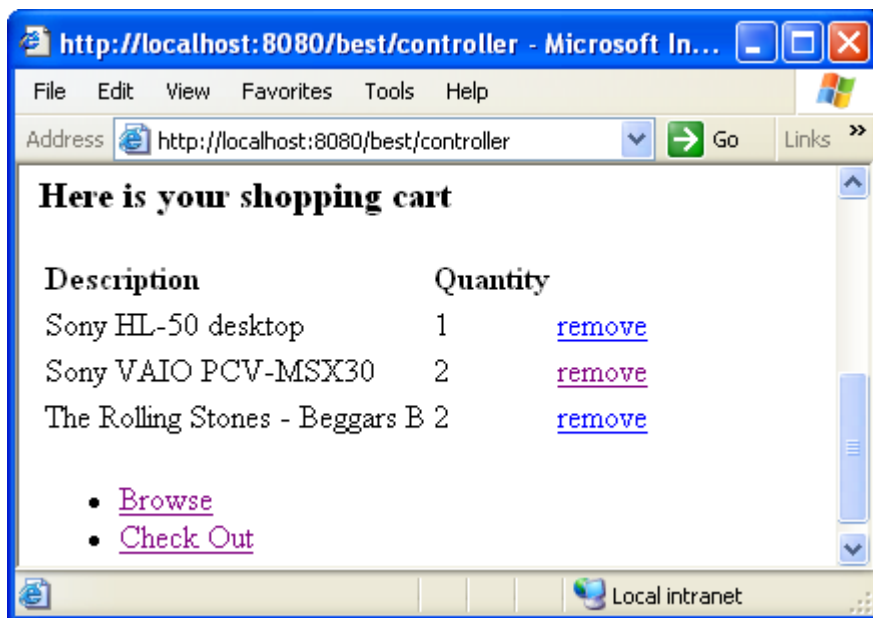 http://localhost:8080/best/controller - Microsoft In...
File Edit View Favorites Tools Help
Address http://localhost:8080/best/controller Go Links »
Here is your shopping cart
Description Quantity
Sony HL-50 desktop 1 remove
Sony VAIO PCV-MSX30 2 remove
The Rolling Stones - Beggars B 2 remove
• Browse
• Check Out
Local intranet